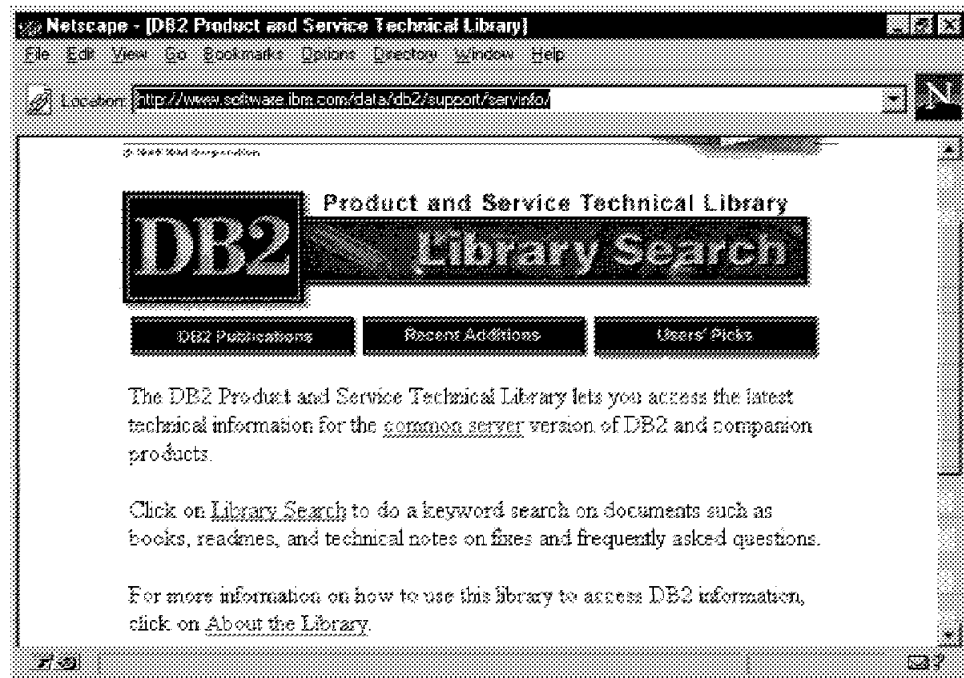 Netscape - [DB2 Product and Service Technical Library]
File Edit View Go Bookmarks Options Directory Window Help
Location: http://www.software.ibm.com/data/db2/support/servinfo/
N
Product and Service Technical Library
DB2 Library Search
DB2 Publications Recent Additions Users' Picks
The DB2 Product and Service Technical Library lets you access the latest
technical information for the common server version of DB2 and companion
products.
Click on Library Search to do a keyword search on documents such as
books, readmes, and technical notes on fixes and frequently asked questions.
For more information on how to use this library to access DB2 information,
click on About the Library.